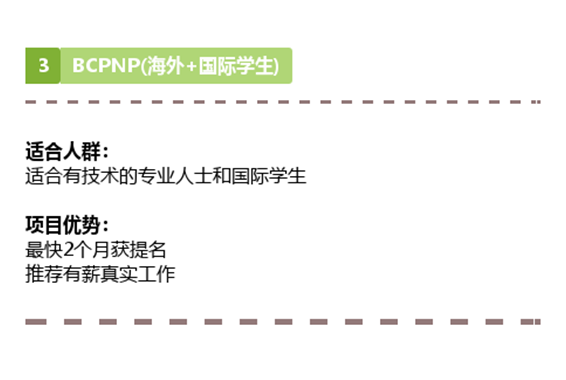 3 BCPNP(海外+国际学生)
适合人群：
适合有技术的专业人士和国际学生
项目优势：
最快2个月获提名
推荐有薪真实工作